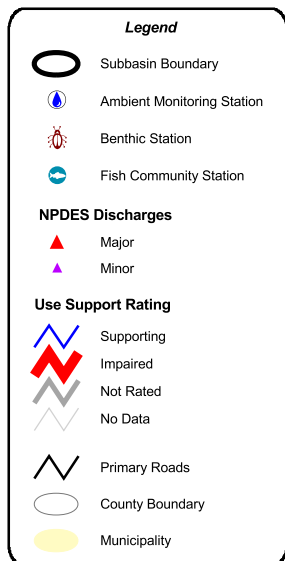 Legend
Subbasin Boundary
Ambient Monitoring Station
Benthic Station
Fish Community Station
NPDES Discharges
Major
Minor
Use Support Rating
Supporting
Impaired
Not Rated
No Data
Primary Roads
County Boundary
Municipality